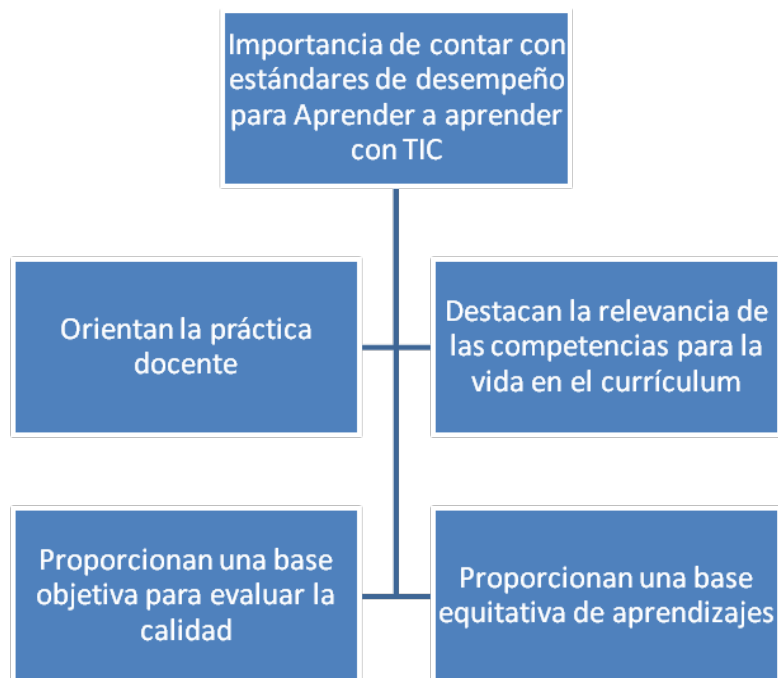 Importancia de contar con
estándares de desempeño
para Aprender a aprender
con TIC
Orientan la práctica
docente
Destacan la relevancia de
las competencias para la
vida en el currículum
Proporcionan una base
objetiva para evaluar la
calidad
Proporcionan una base
equitativa de aprendizajes